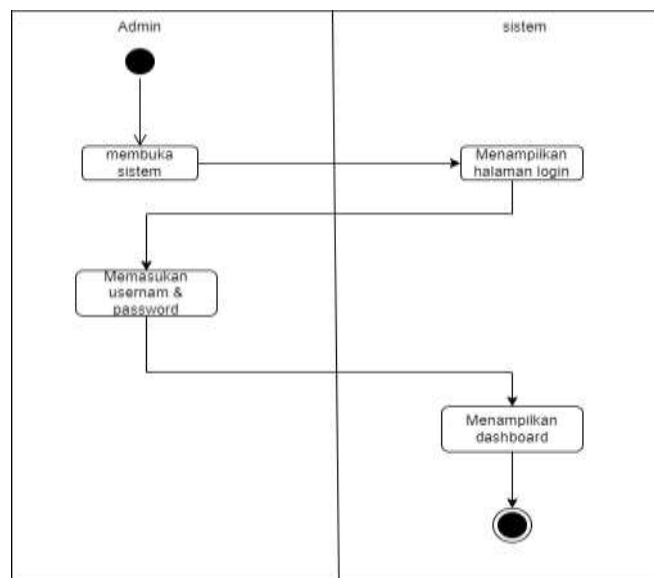 Admin
sistem
membuka
sistem
Menampilkan
halaman login
Memasukan
usernam &
password
Menampilkan
dashboard